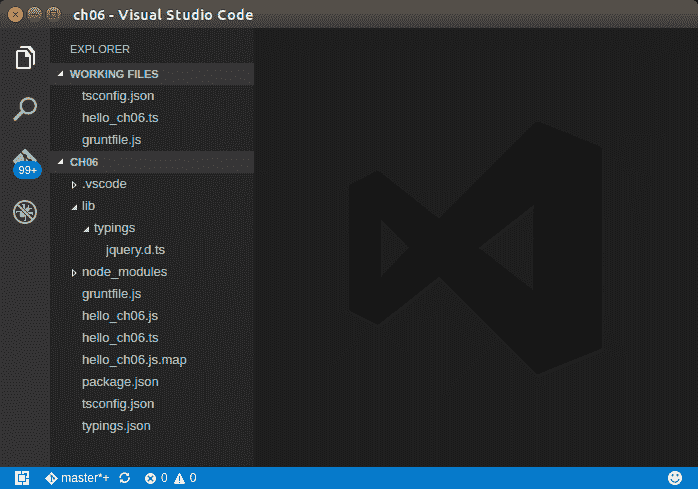 ch06 - Visual Studio Code
EXPLORER
WORKING FILES
tsconfig.json
hello_ch06.ts
gruntfile.js
99+
CH06
.vscode
lib
typings
jquery.d.ts
node_modules
gruntfile.js
hello_ch06.js
hello_ch06.ts
hello_ch06.js.map
package.json
tsconfig.json
typings.json
master*+ 0 0